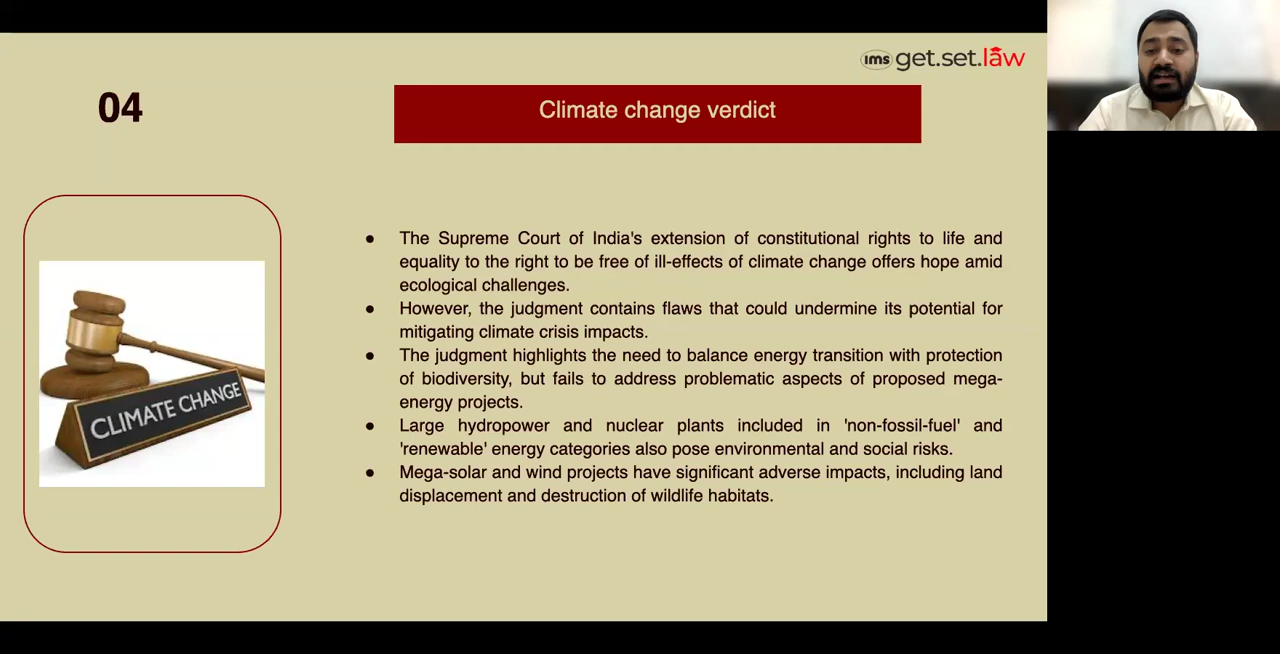 ims get.set.law
04
Climate change verdict
● The Supreme Court of India's extension of constitutional rights to life and
equality to the right to be free of ill-effects of climate change offers hope amid
ecological challenges.
● However, the judgment contains flaws that could undermine its potential for
mitigating climate crisis impacts.
● The judgment highlights the need to balance energy transition with protection
of biodiversity, but fails to address problematic aspects of proposed mega-
energy projects.
● Large hydropower and nuclear plants included in 'non-fossil-fuel' and
'renewable' energy categories also pose environmental and social risks.
● Mega-solar and wind projects have significant adverse impacts, including land
displacement and destruction of wildlife habitats.
CLIMATE CHANGE